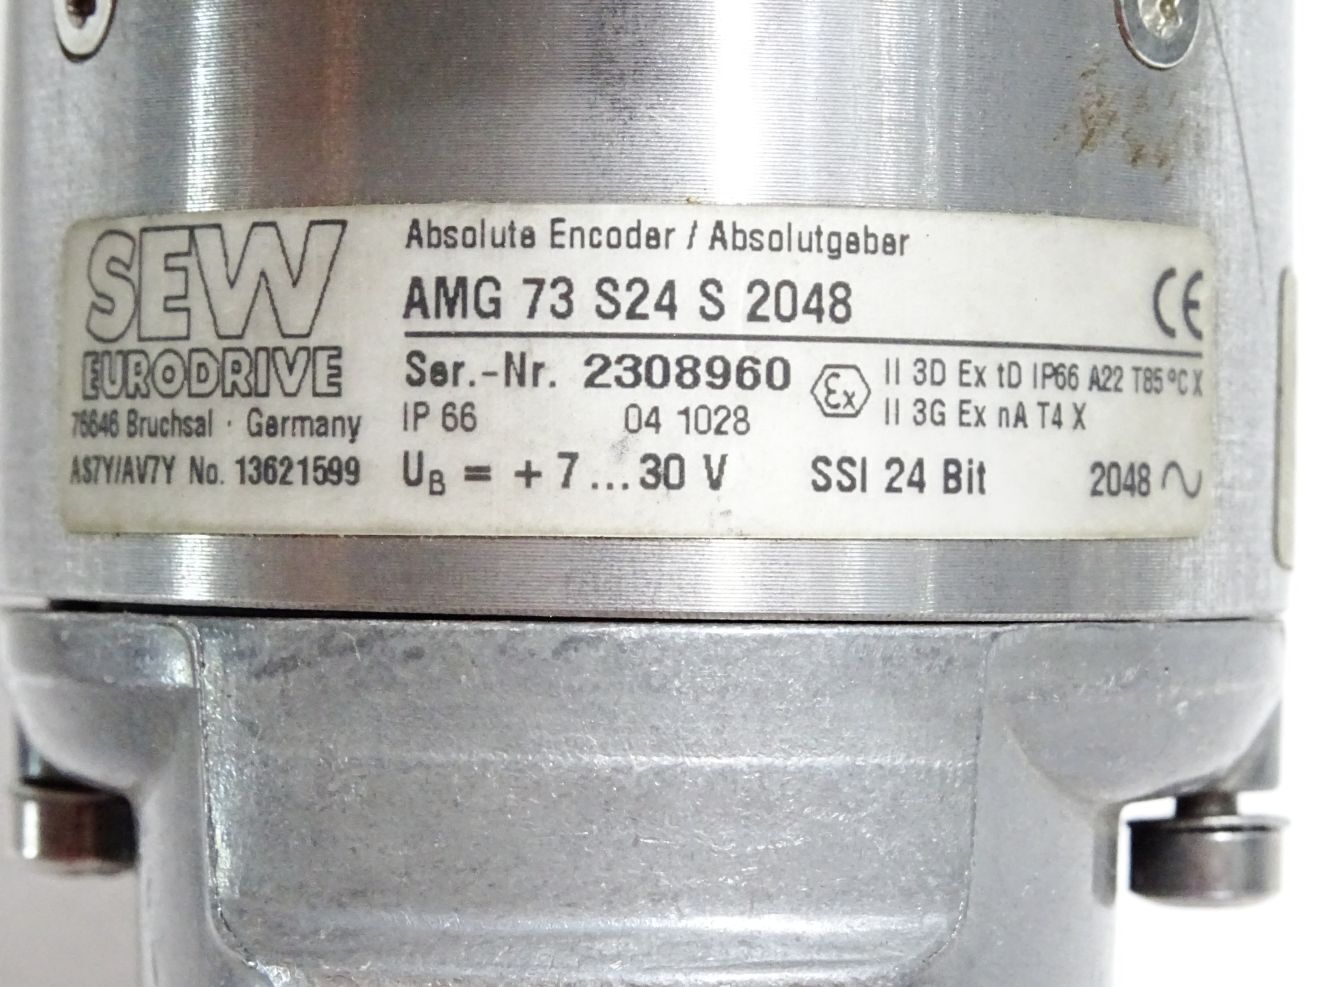 SEW
EURODRIVE
76646 Bruchsal · Germany
AS7Y/AV7Y No. 13621599
Absolute Encoder / Absolutgeber
AMG 73 S24 S 2048
CE
Ser.-Nr. 2308960
IP 66 04 1028
Ex II 3D Ex tD IP66 A22 T85°C X
II 3G Ex nA T4 X
UB = + 7...30 V SSI 24 Bit 2048 ∿